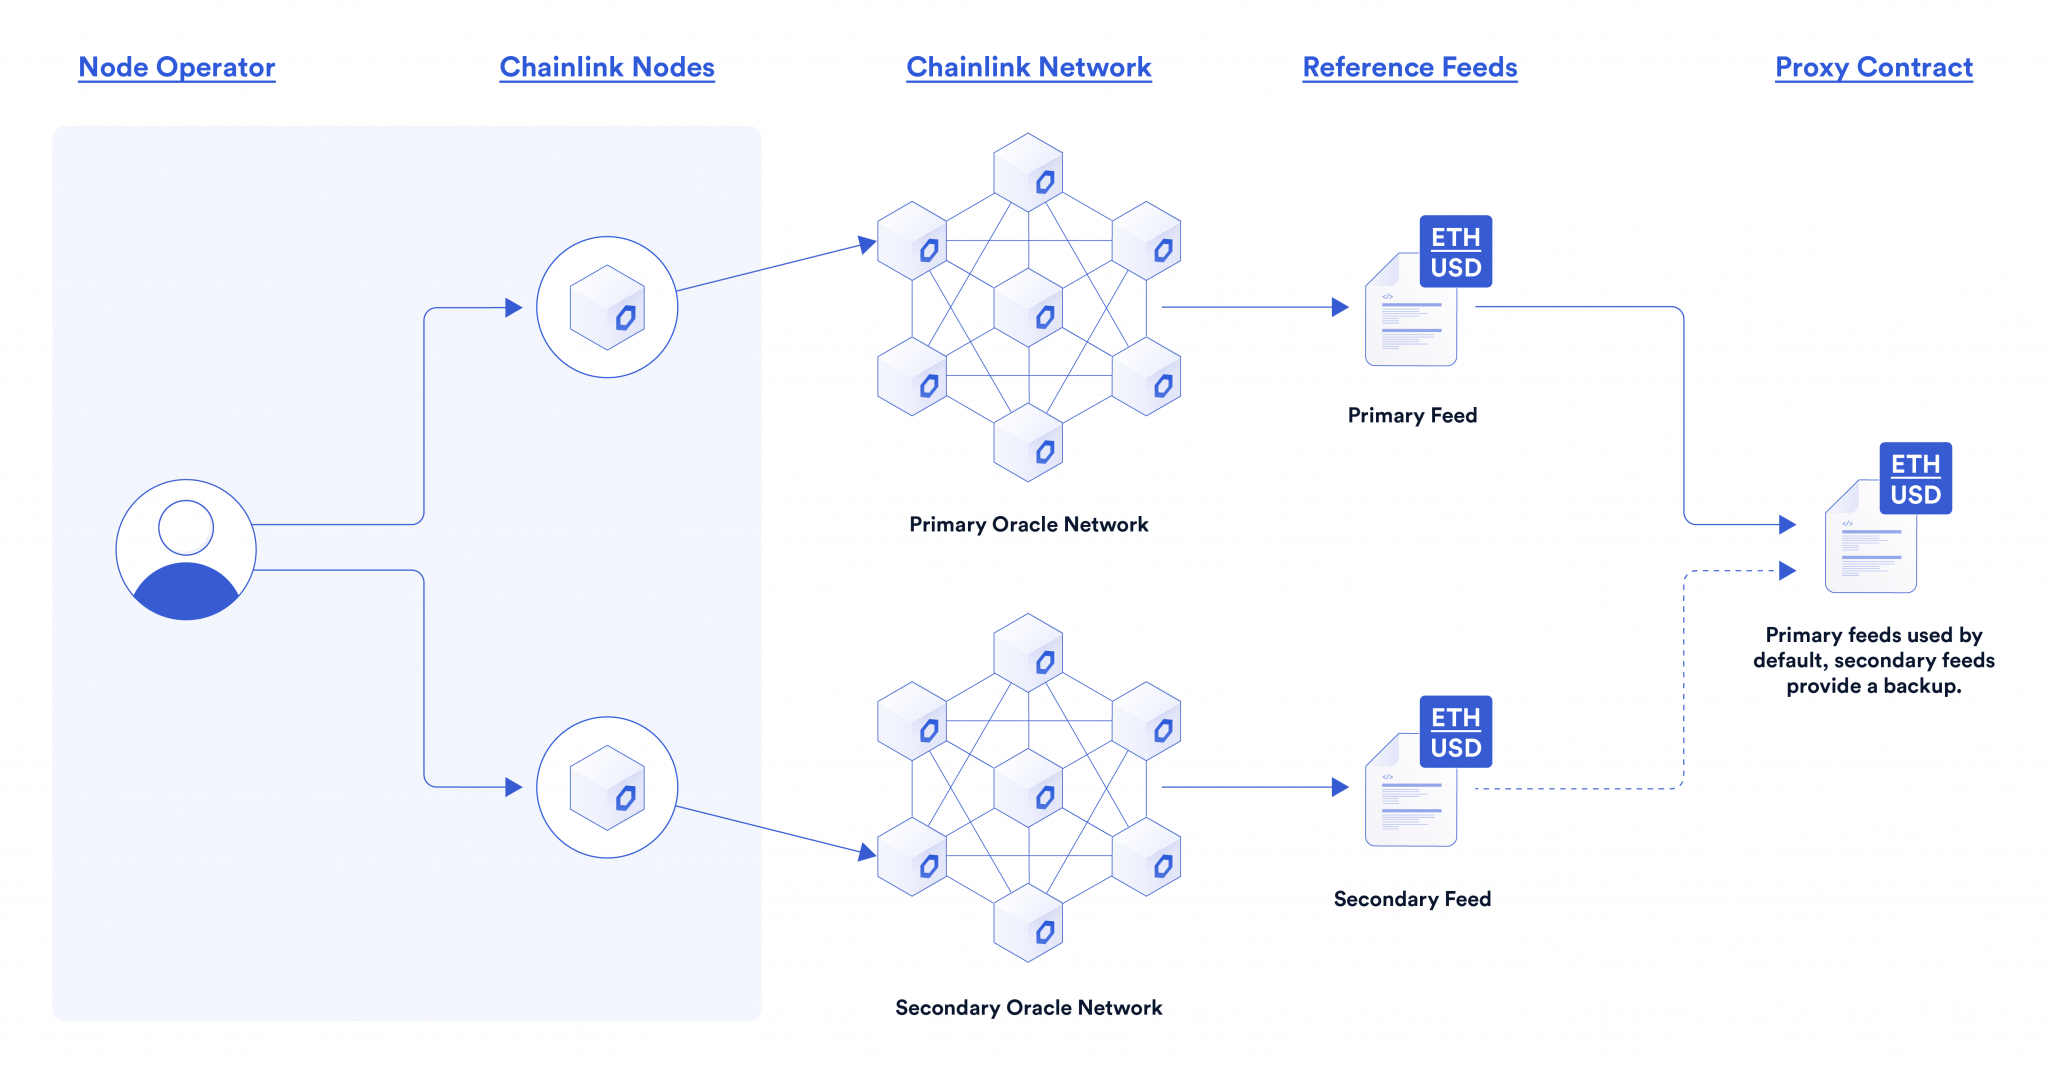 Node Operator
Chainlink Nodes
Chainlink Network
Reference Feeds
Proxy Contract
ETH
USD
</>
Primary Feed
Primary Oracle Network
ETH
USD
</>
Primary feeds used by
default, secondary feeds
provide a backup.
ETH
USD
</>
Secondary Feed
Secondary Oracle Network